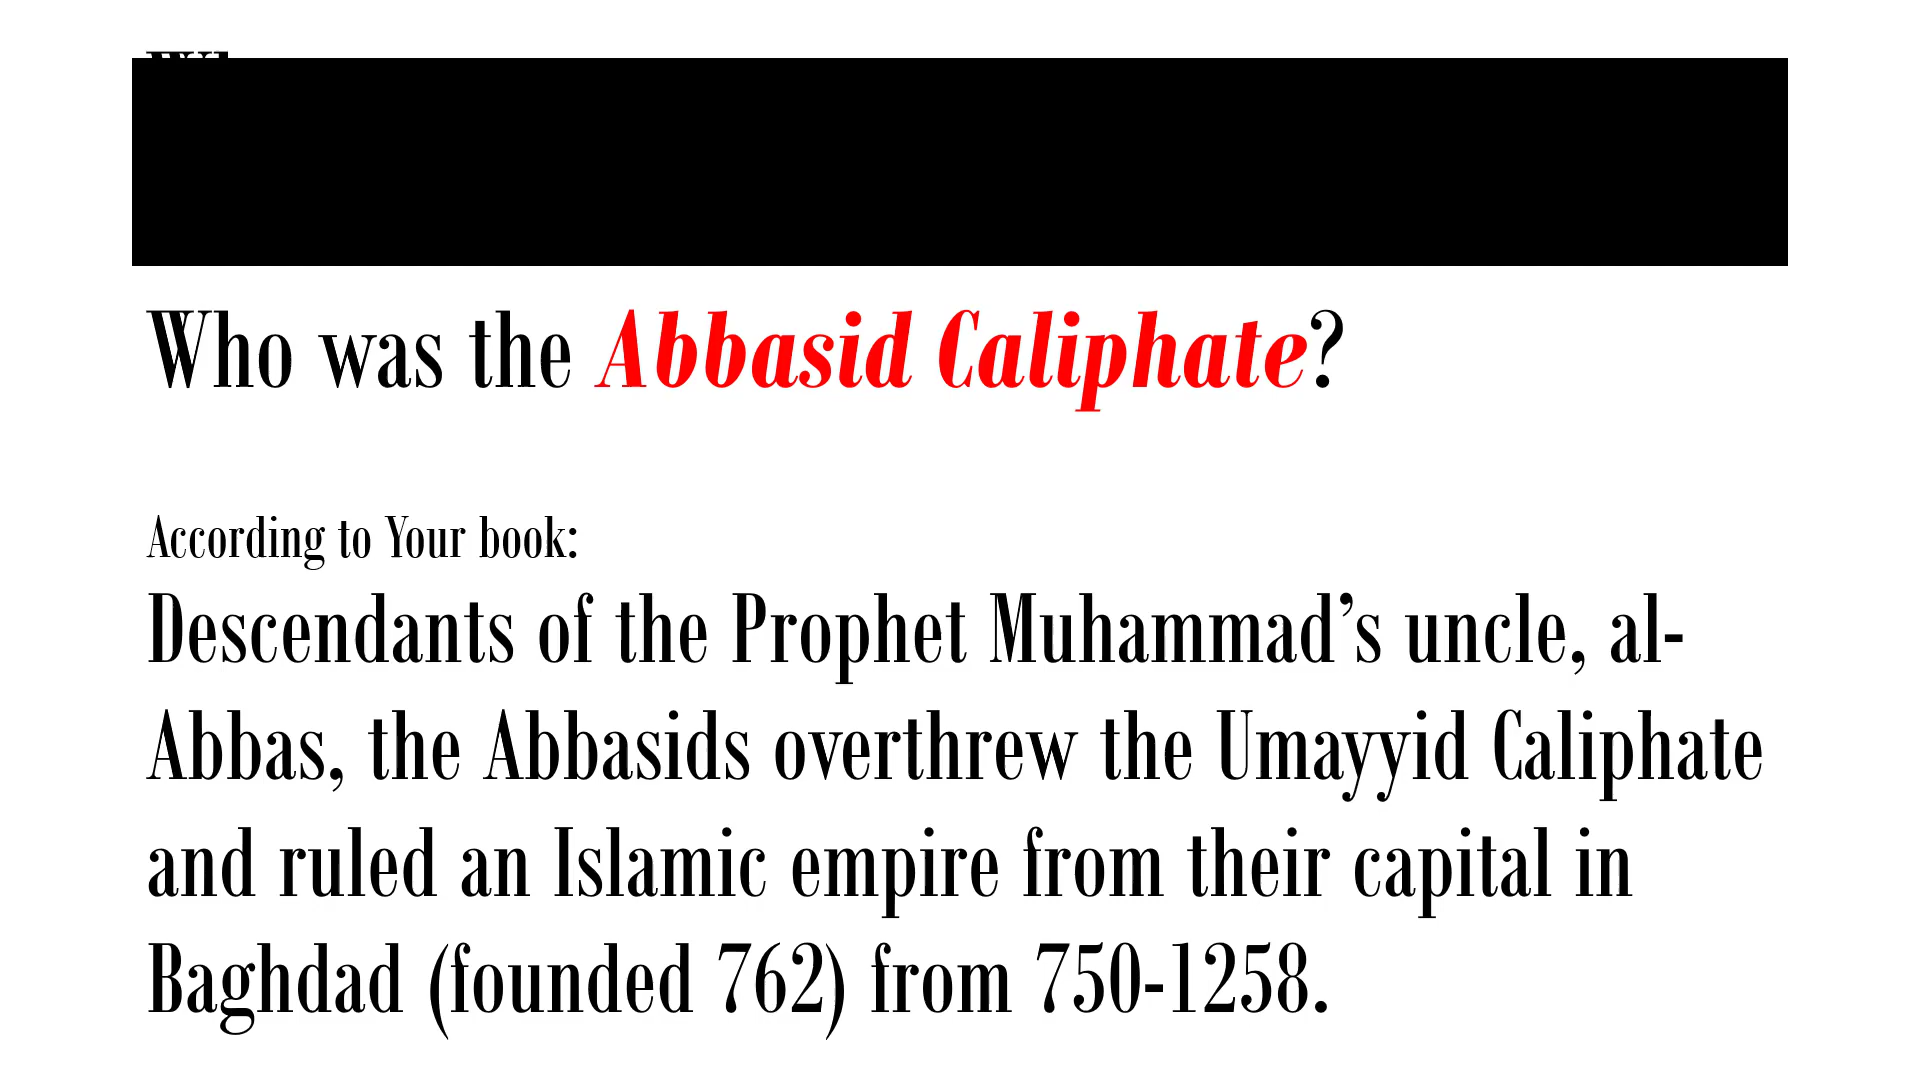 Who was the Abbasid Caliphate?
According to Your book:
Descendants of the Prophet Muhammad’s uncle, al-
Abbas, the Abbasids overthrew the Umayyid Caliphate
and ruled an Islamic empire from their capital in
Baghdad (founded 762) from 750-1258.